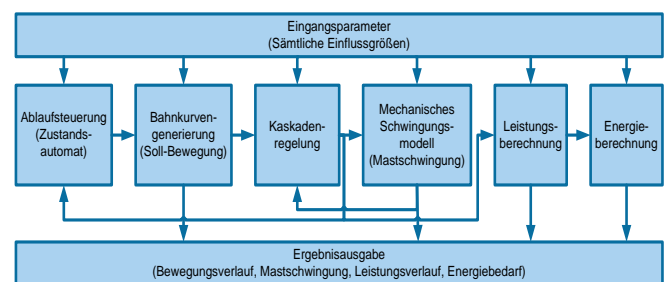 Eingangsparameter
(Sämtliche Einflussgrößen)
Ablaufsteuerung
(Zustands-
automat)
Bahnkurven-
generierung
(Soll-Bewegung)
Kaskaden-
regelung
Mechanisches
Schwingungs-
modell
(Mastschwingung)
Leistungs-
berechnung
Energie-
berechnung
Ergebnisausgabe
(Bewegungsverlauf, Mastschwingung, Leistungsverlauf, Energiebedarf)